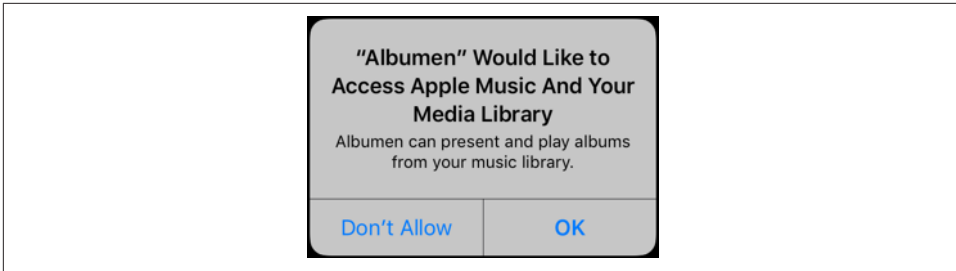 “Albumen” Would Like to
Access Apple Music And Your
Media Library
Albumen can present and play albums
from your music library.
Don’t Allow
OK